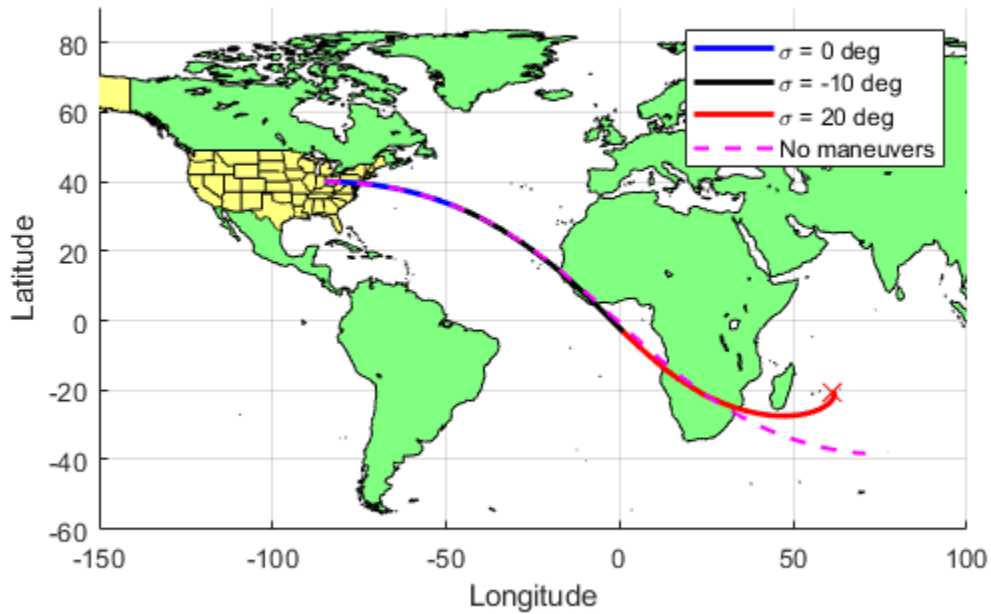 80
60
40
20
0
-20
-40
-60
-150
-100
-50
0
50
100
Latitude
Longitude
σ = 0 deg
σ = -10 deg
σ = 20 deg
No maneuvers